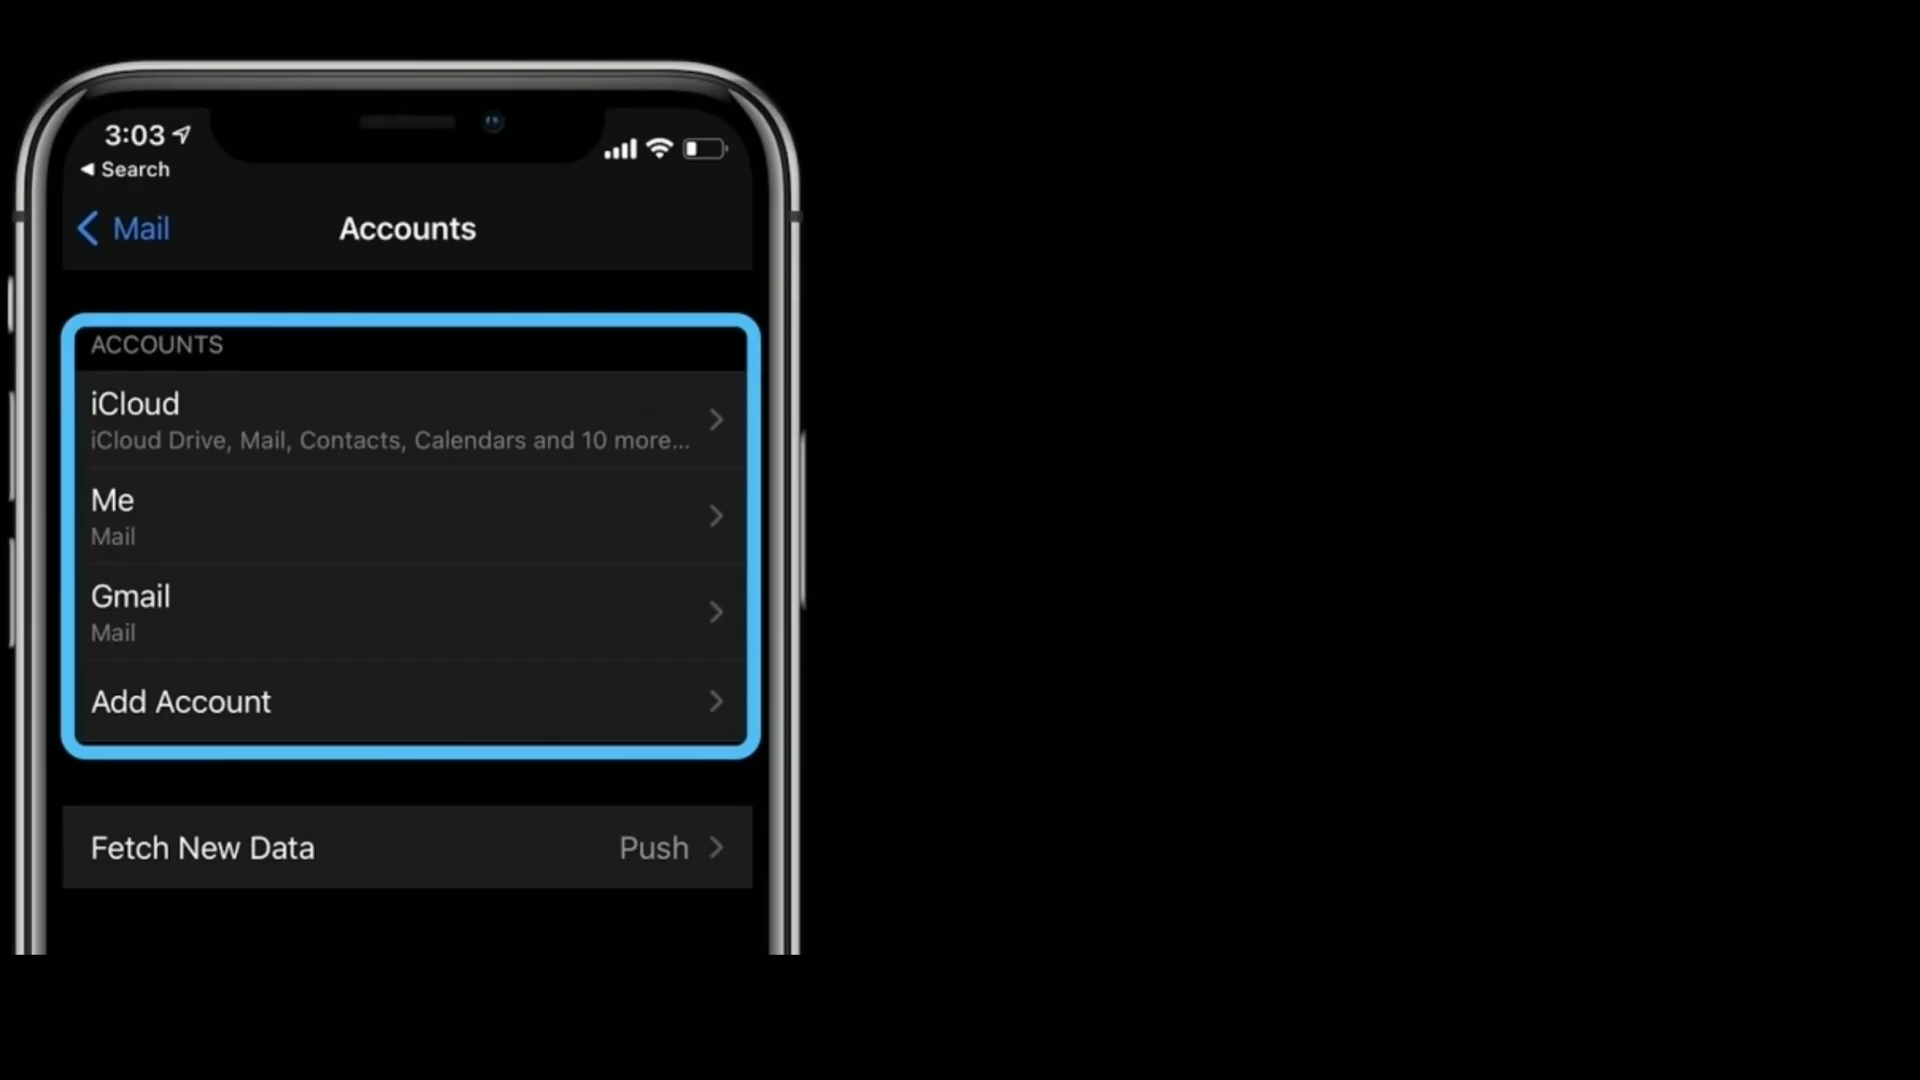 3:03
Search
Mail
Accounts
ACCOUNTS
iCloud
iCloud Drive, Mail, Contacts, Calendars and 10 more...
Me
Mail
Gmail
Mail
Add Account
Fetch New Data Push